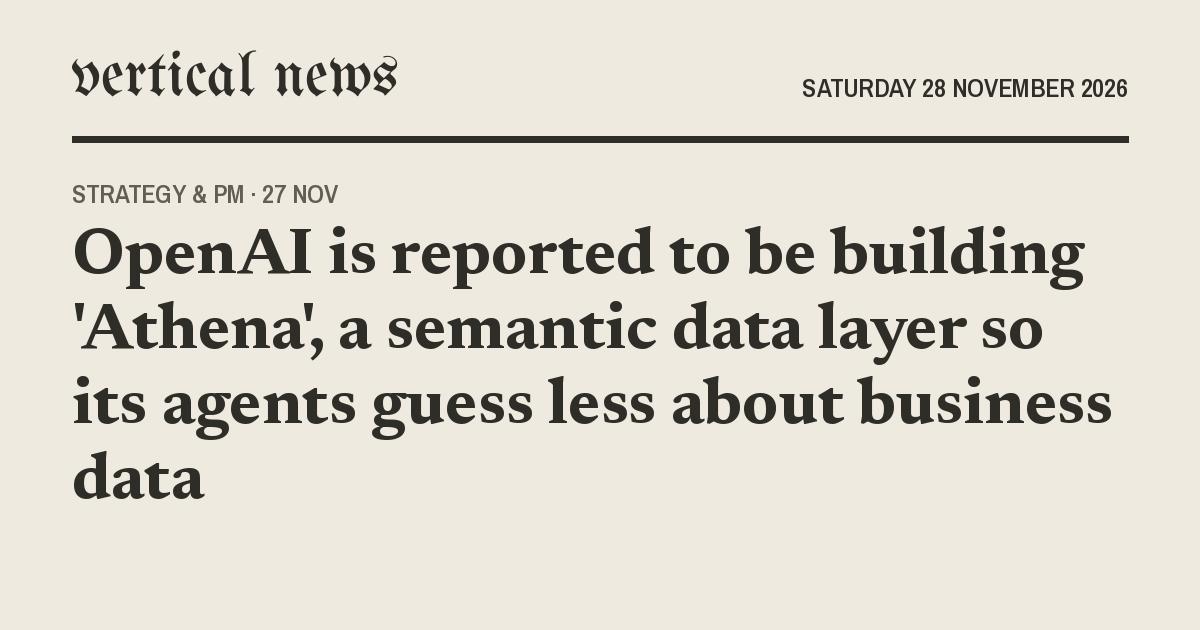 vertical news
SATURDAY 28 NOVEMBER 2026
STRATEGY & PM · 27 NOV
OpenAI is reported to be building
'Athena', a semantic data layer so
its agents guess less about business
data